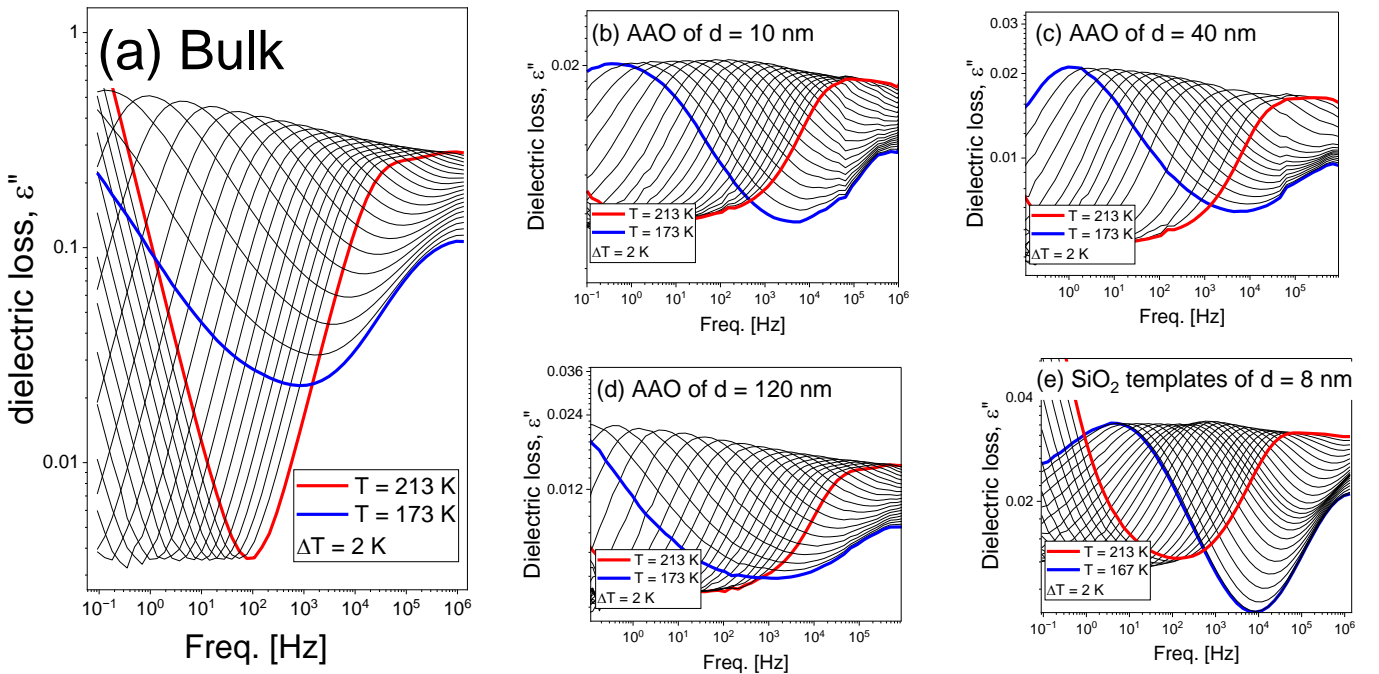 (a) Bulk
1
0.1
0.01
dielectric loss, ε"
T = 213 K
T = 173 K
ΔT = 2 K
10⁻¹ 10⁰ 10¹ 10² 10³ 10⁴ 10⁵ 10⁶
Freq. [Hz]
(b) AAO of d = 10 nm
0.02
Dielectric loss, ε"
T = 213 K
T = 173 K
ΔT = 2 K
10⁻¹ 10⁰ 10¹ 10² 10³ 10⁴ 10⁵ 10⁶
Freq. [Hz]
(c) AAO of d = 40 nm
0.03
0.02
0.01
Dielectric loss, ε"
T = 213 K
T = 173 K
ΔT = 2 K
10⁰ 10¹ 10² 10³ 10⁴ 10⁵
Freq. [Hz]
(d) AAO of d = 120 nm
0.036
0.024
0.012
Dielectric loss, ε"
T = 213 K
T = 173 K
ΔT = 2 K
10⁰ 10¹ 10² 10³ 10⁴ 10⁵
Freq. [Hz]
(e) SiO₂ templates of d = 8 nm
0.04
0.02
Dielectric loss, ε"
T = 213 K
T = 167 K
ΔT = 2 K
10⁻¹ 10⁰ 10¹ 10² 10³ 10⁴ 10⁵ 10⁶
Freq. [Hz]